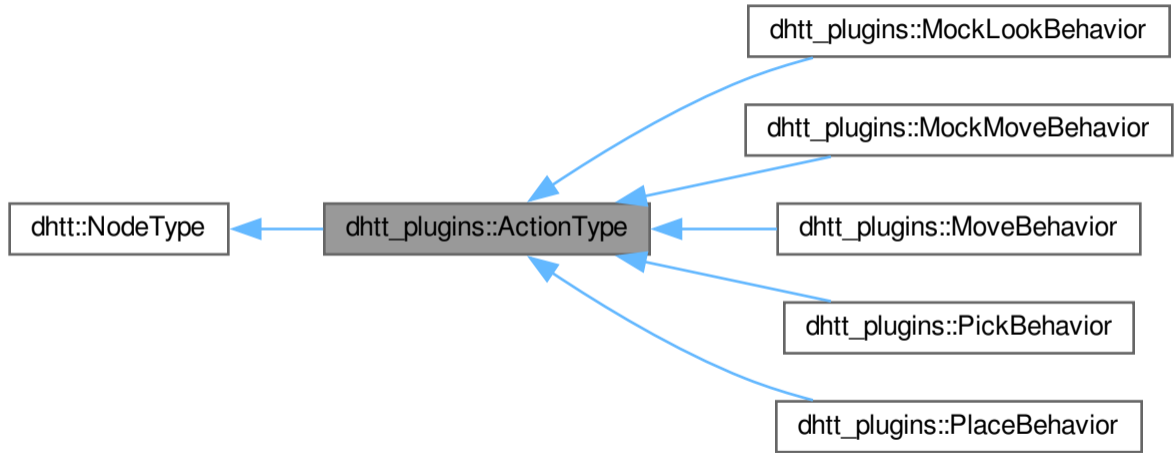 dhtt::NodeType
dhtt_plugins::ActionType
dhtt_plugins::MockLookBehavior
dhtt_plugins::MockMoveBehavior
dhtt_plugins::MoveBehavior
dhtt_plugins::PickBehavior
dhtt_plugins::PlaceBehavior